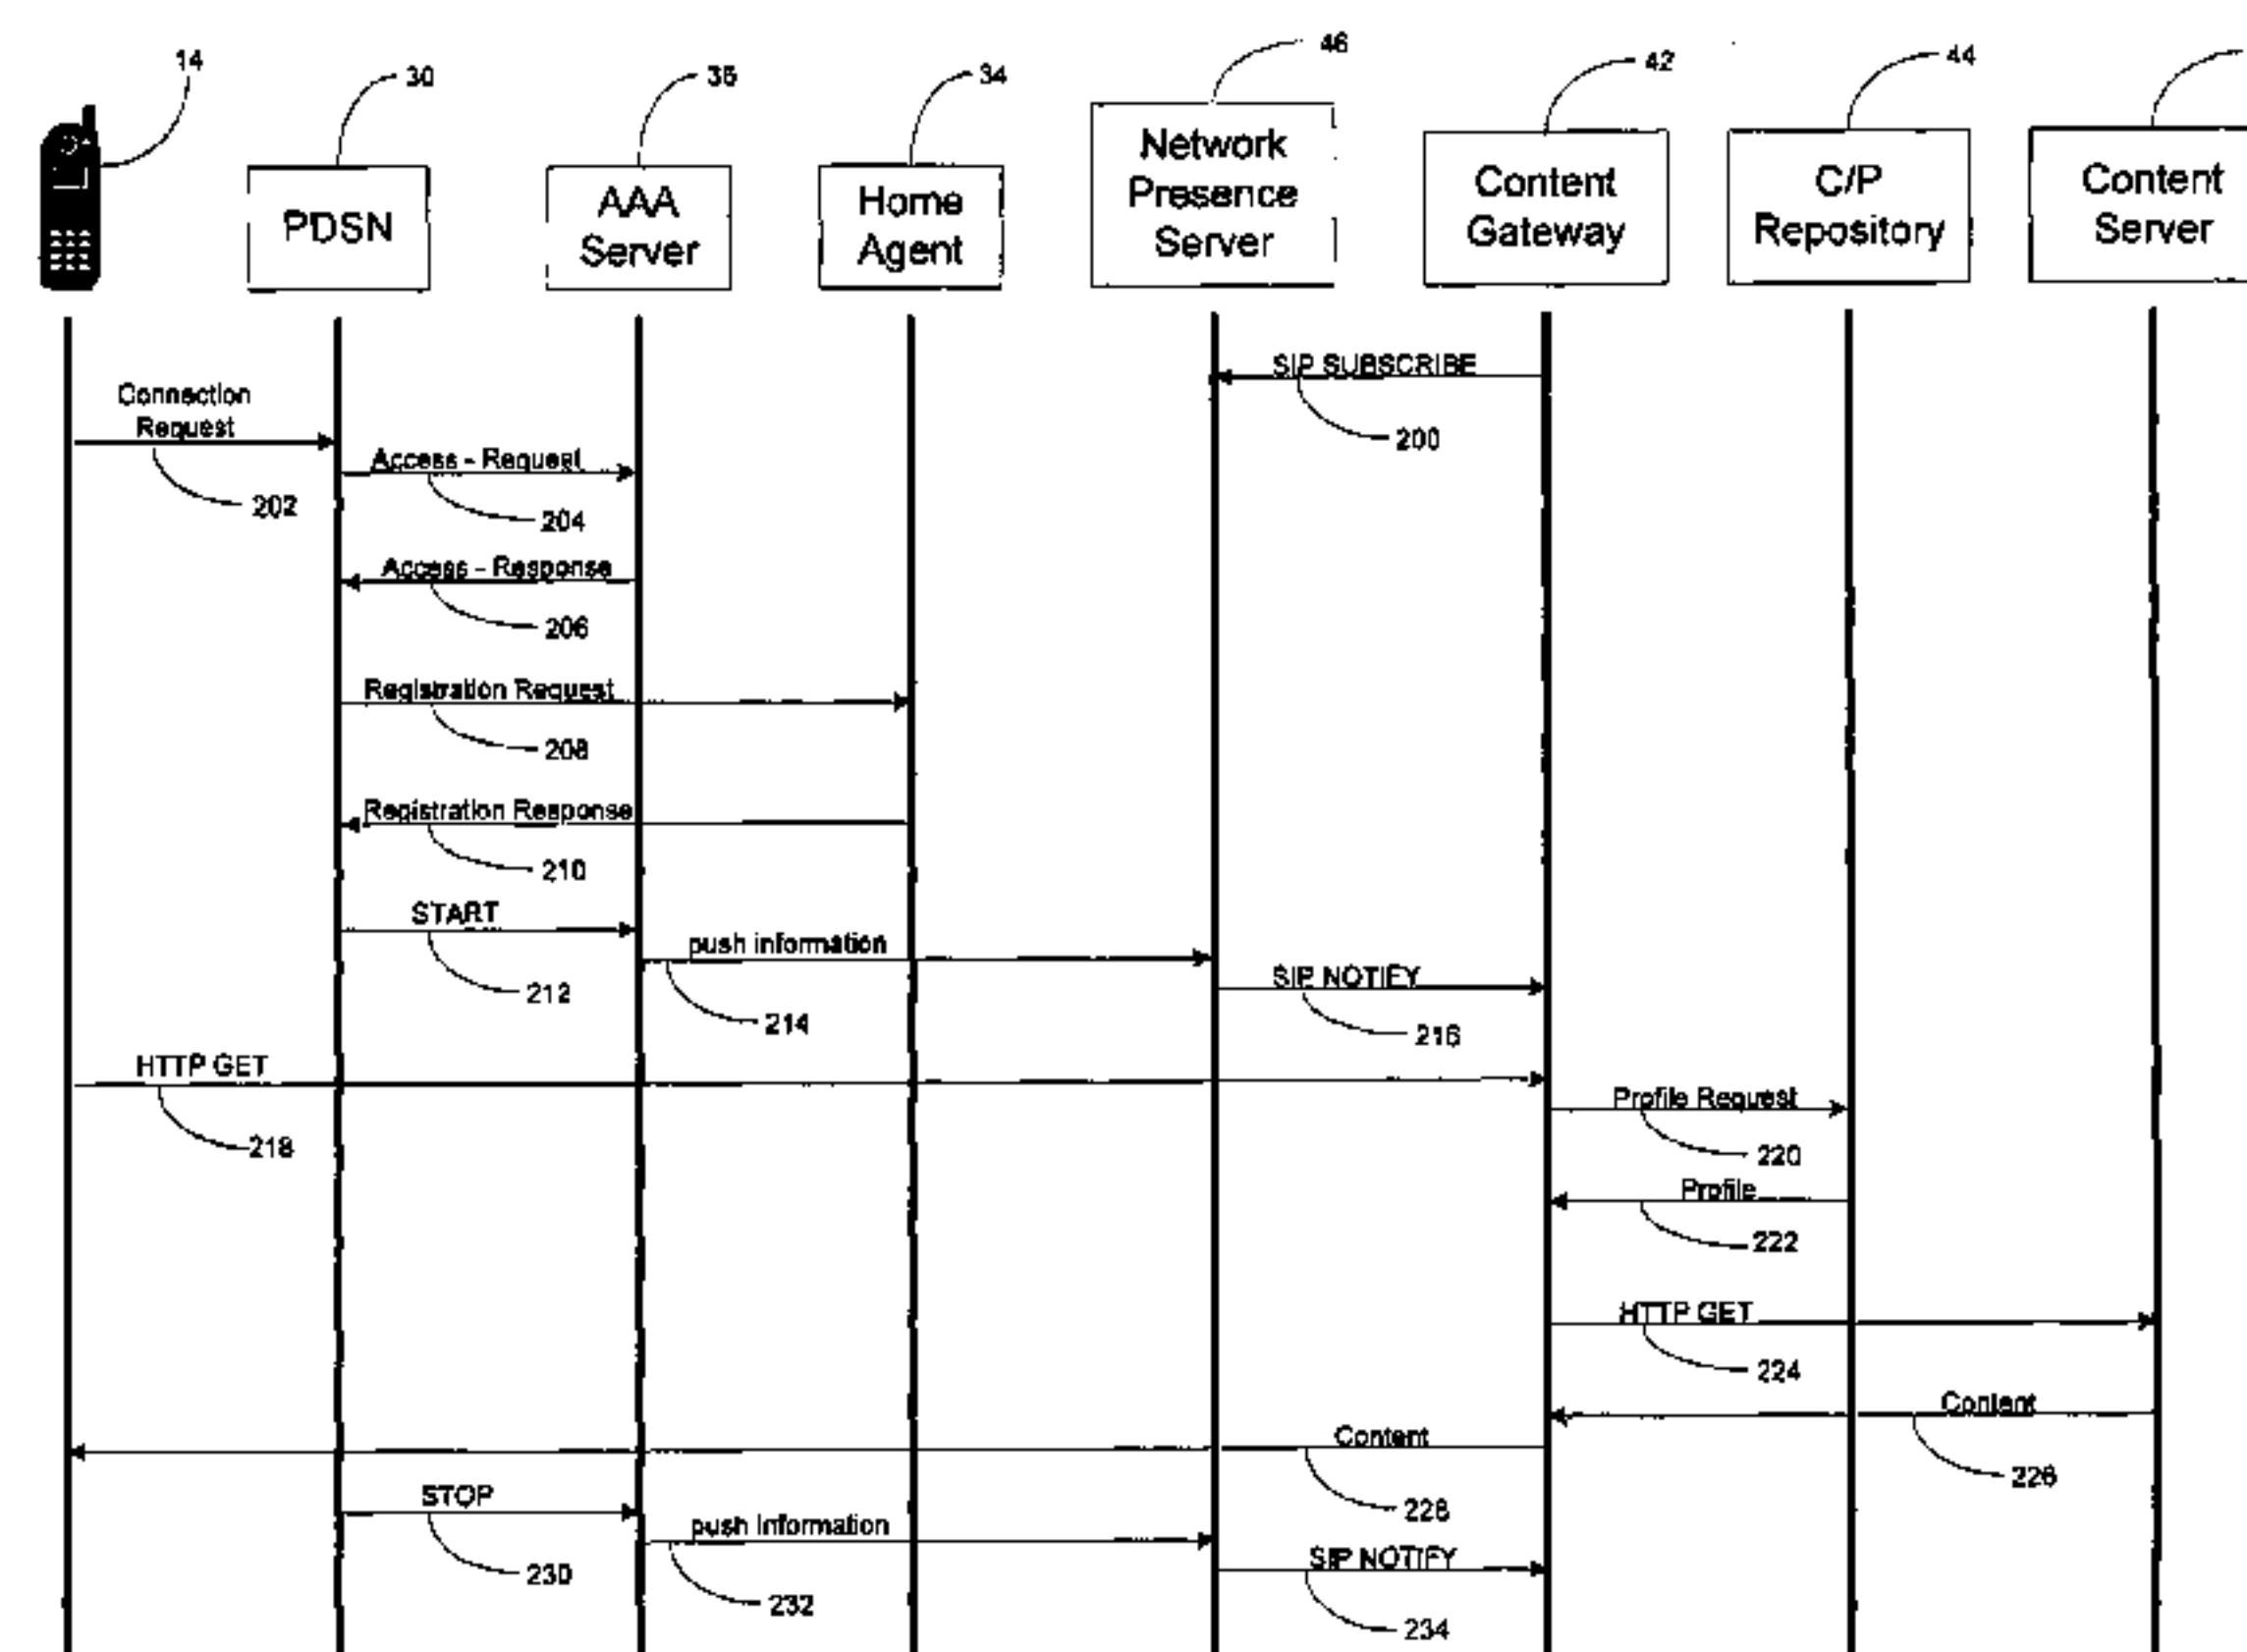 14
30
36
34
46
42
44
PDSN
AAA
Server
Home
Agent
Network
Presence
Server
Content
Gateway
C/P
Repository
Content
Server
SIP SUBSCRIBE
200
Connection
Request
202
Access - Request
204
Access - Response
206
Registration Request
208
Registration Response
210
START
212
push information
214
SIP NOTIFY
216
HTTP GET
218
Profile Request
220
Profile
222
HTTP GET
224
Content
226
Content
228
STOP
230
push information
232
SIP NOTIFY
234